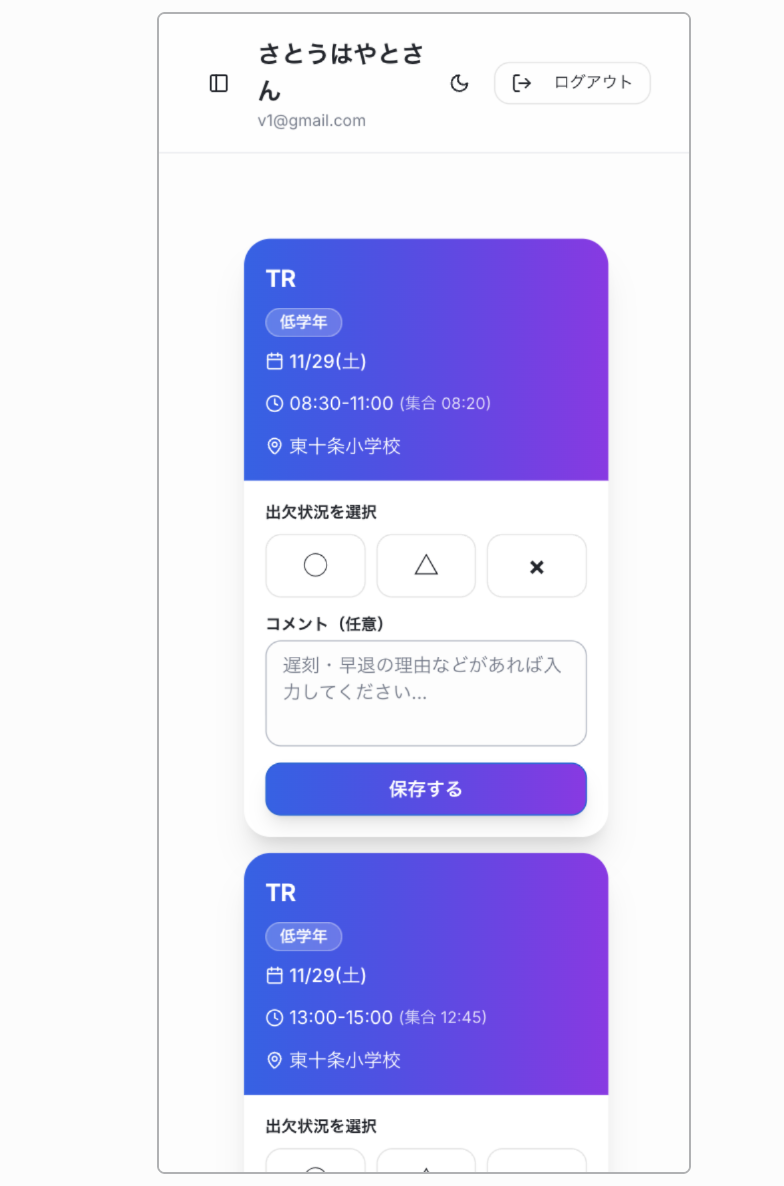 さとうはやとさ
ん
v1@gmail.com
ログアウト
TR
低学年
11/29(土)
08:30-11:00 (集合 08:20)
東十条小学校
出欠状況を選択
○
△
×
コメント（任意）
遅刻・早退の理由などがあれば入
力してください...
保存する
TR
低学年
11/29(土)
13:00-15:00 (集合 12:45)
東十条小学校
出欠状況を選択